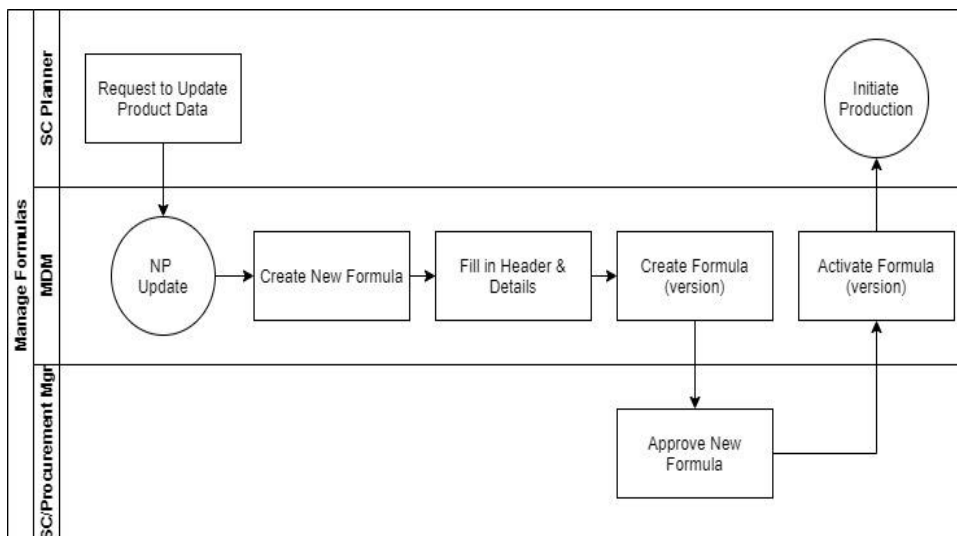 Manage Formulas
SC Planner
Request to Update
Product Data
Initiate
Production
MDM
NP
Update
Create New Formula
Fill in Header &
Details
Create Formula
(version)
Activate Formula
(version)
SC/Procurement Mgr
Approve New
Formula